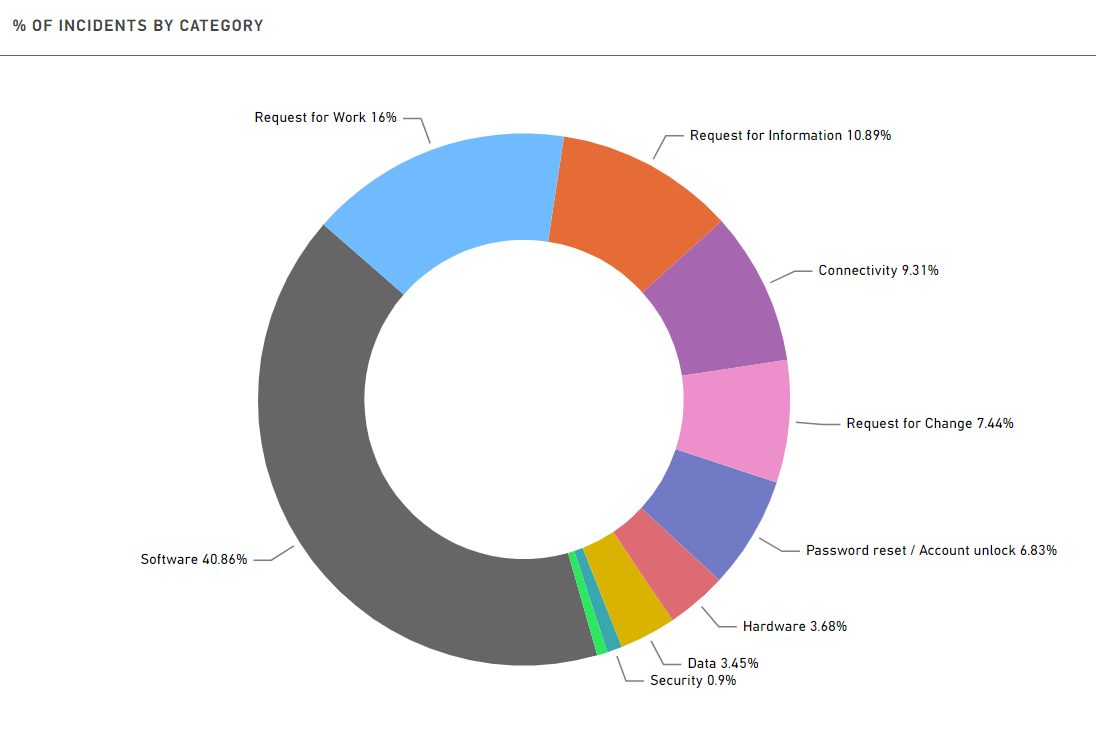 % OF INCIDENTS BY CATEGORY
Request for Work 16%
Request for Information 10.89%
Connectivity 9.31%
Request for Change 7.44%
Password reset / Account unlock 6.83%
Software 40.86%
Hardware 3.68%
Data 3.45%
Security 0.9%